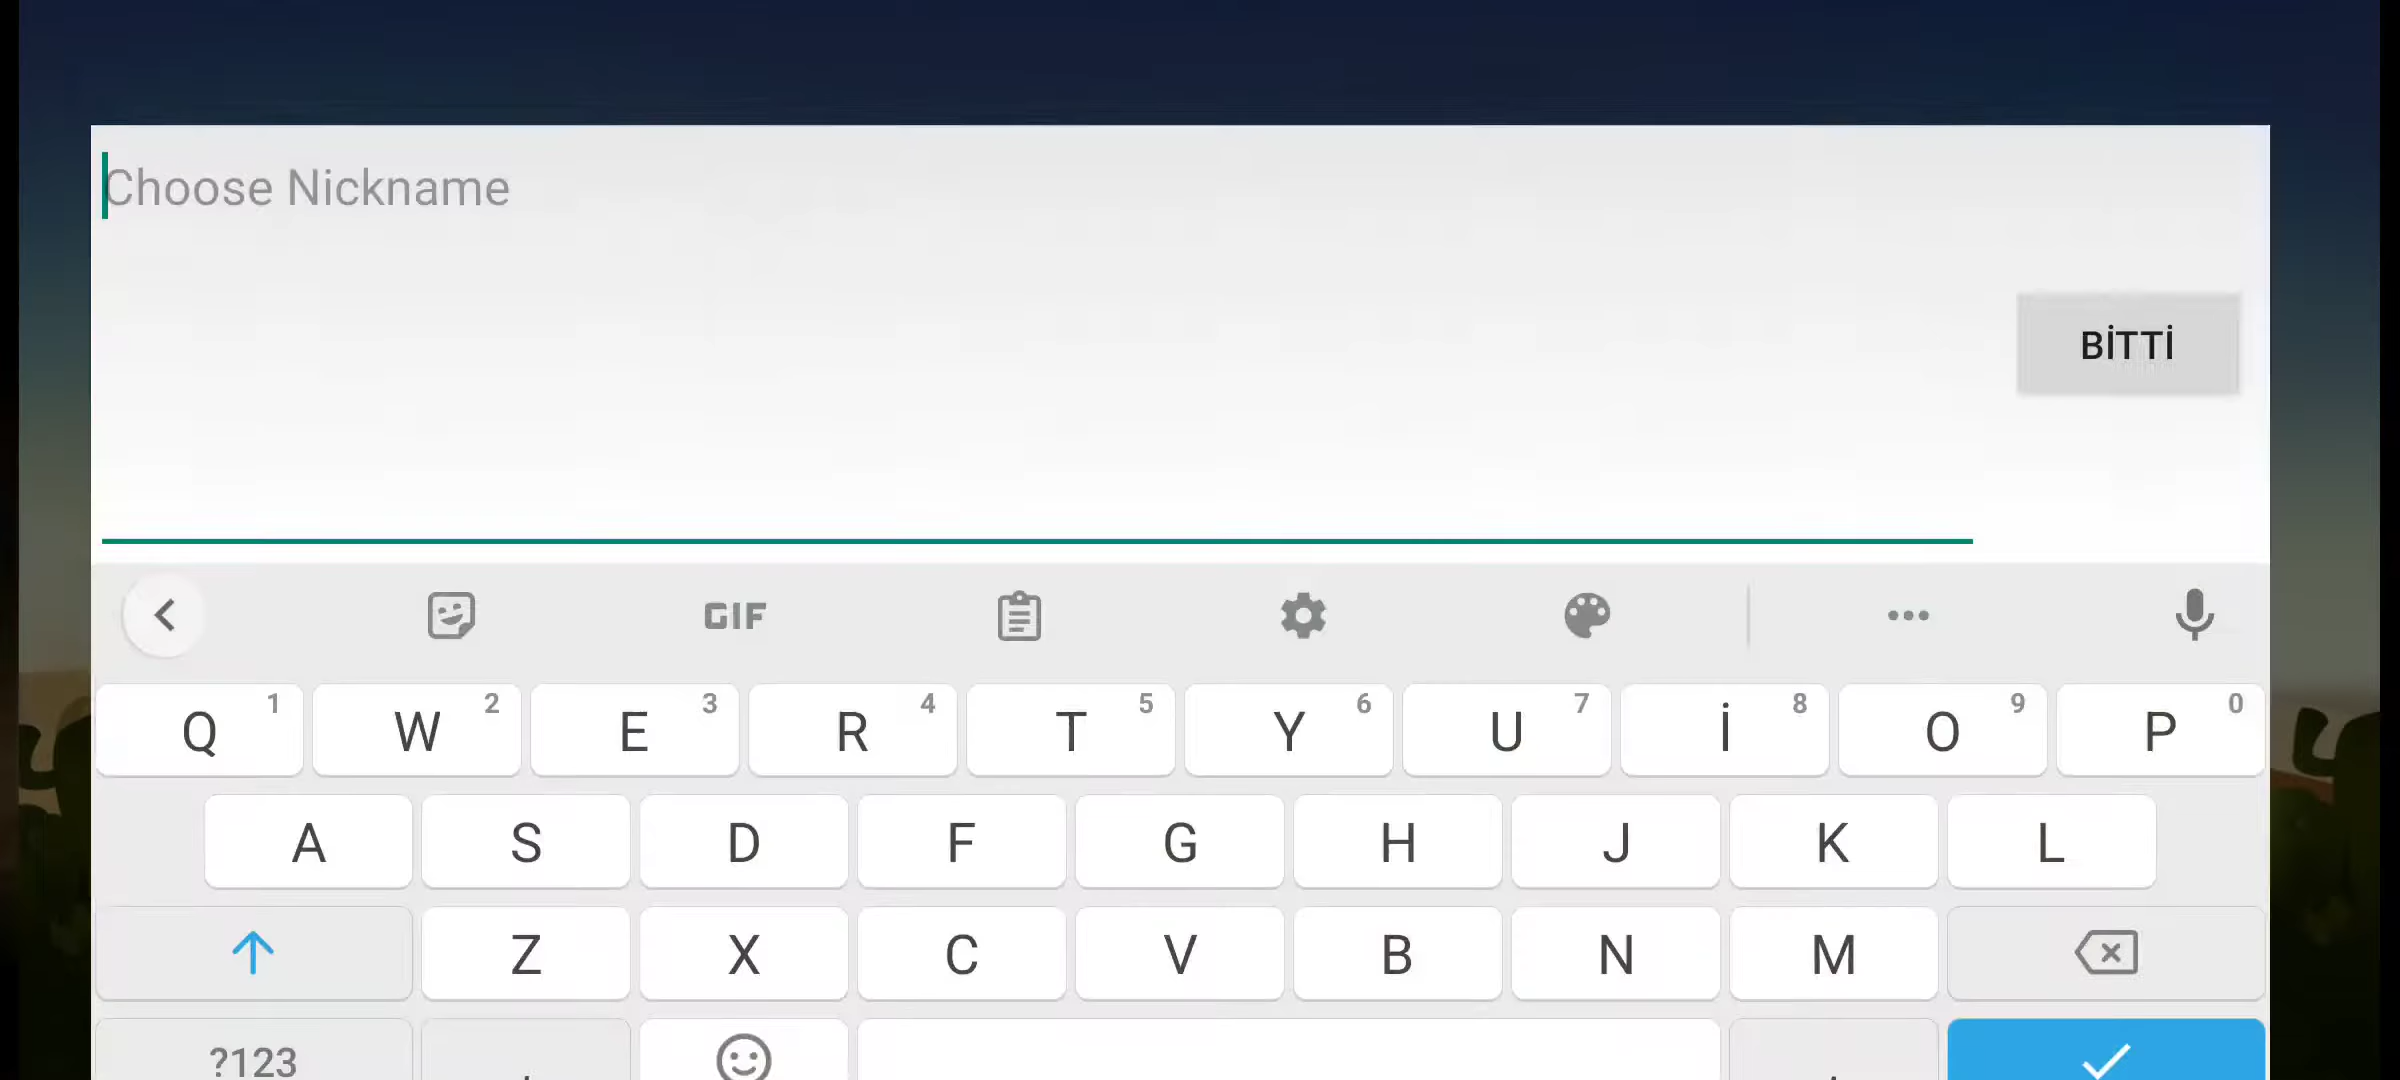 Choose Nickname
BİTTİ
GIF
Q 1 W 2 E 3 R 4 T 5 Y 6 U 7 İ 8 O 9 P 0
A S D F G H J K L
Z X C V B N M
?123